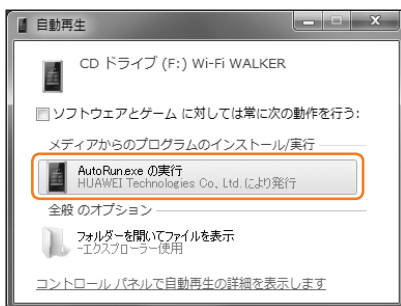 自動再生
CD ドライブ (F:) Wi-Fi WALKER
ソフトウェアとゲーム に対しては常に次の動作を行う:
メディアからのプログラムのインストール/実行
AutoRun.exe の実行
HUAWEI Technologies Co., Ltd. により発行
全般 のオプション
フォルダーを開いてファイルを表示
-エクスプローラー使用
コントロール パネルで自動再生の詳細を表示します